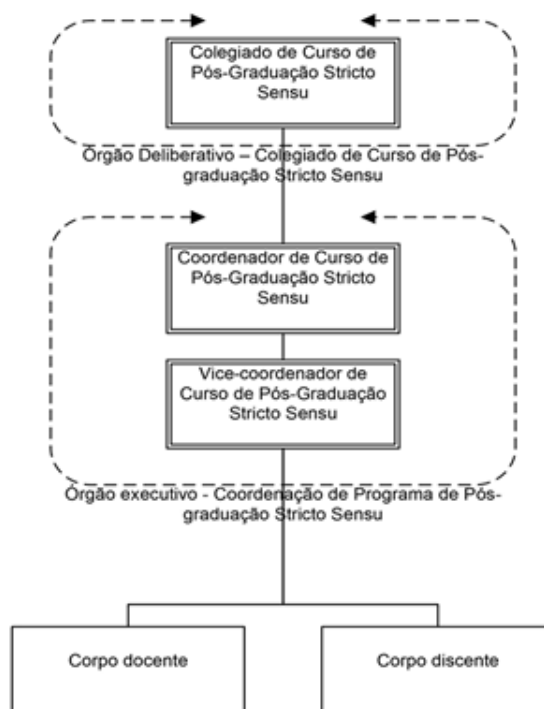 Colegiado de Curso de
Pós-Graduação Stricto
Sensu
Órgão Deliberativo – Colegiado de Curso de Pós-
graduação Stricto Sensu
Coordenador de Curso de
Pós-Graduação Stricto
Sensu
Vice-coordenador de
Curso de Pós-Graduação
Stricto Sensu
Órgão executivo - Coordenação de Programa de Pós-
graduação Stricto Sensu
Corpo docente
Corpo discente